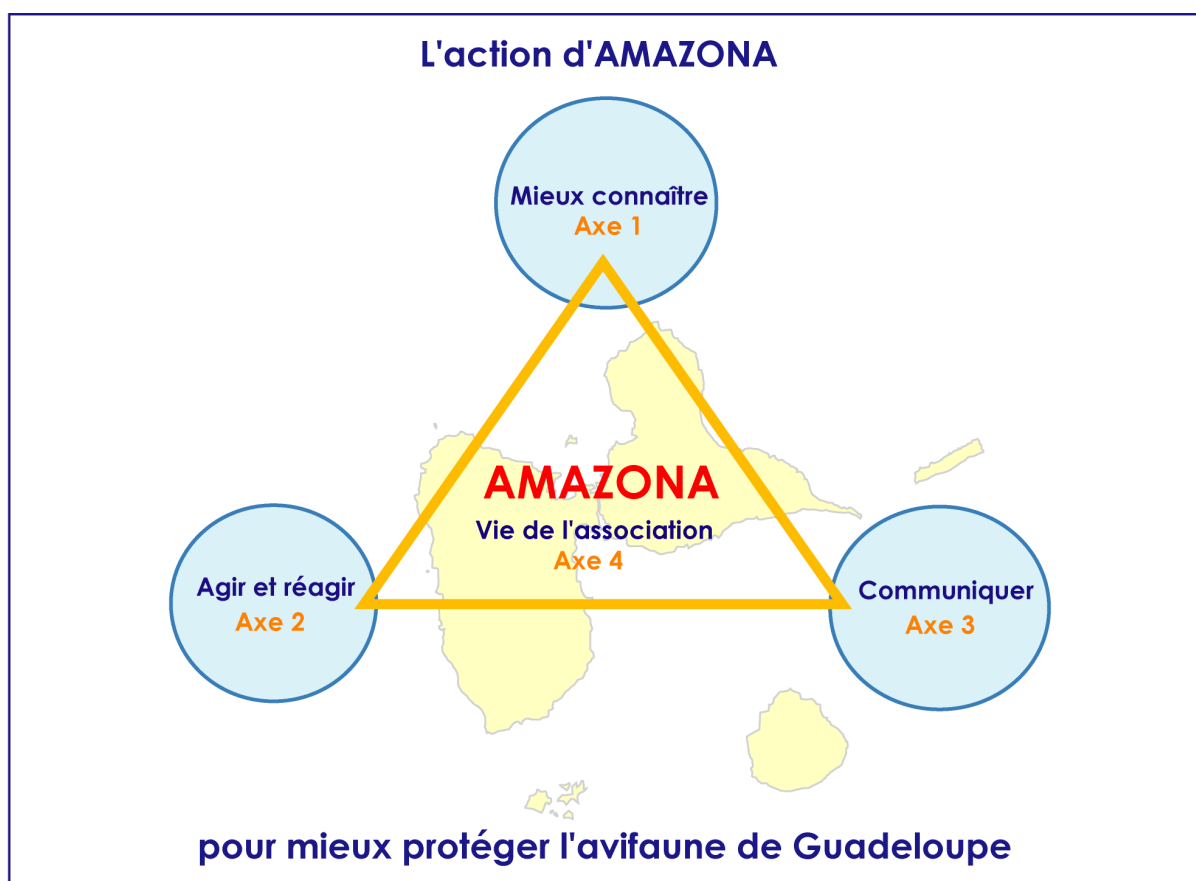 L'action d'AMAZONA
Mieux connaître
Axe 1
AMAZONA
Vie de l'association
Axe 4
Agir et réagir
Axe 2
Communiquer
Axe 3
pour mieux protéger l'avifaune de Guadeloupe